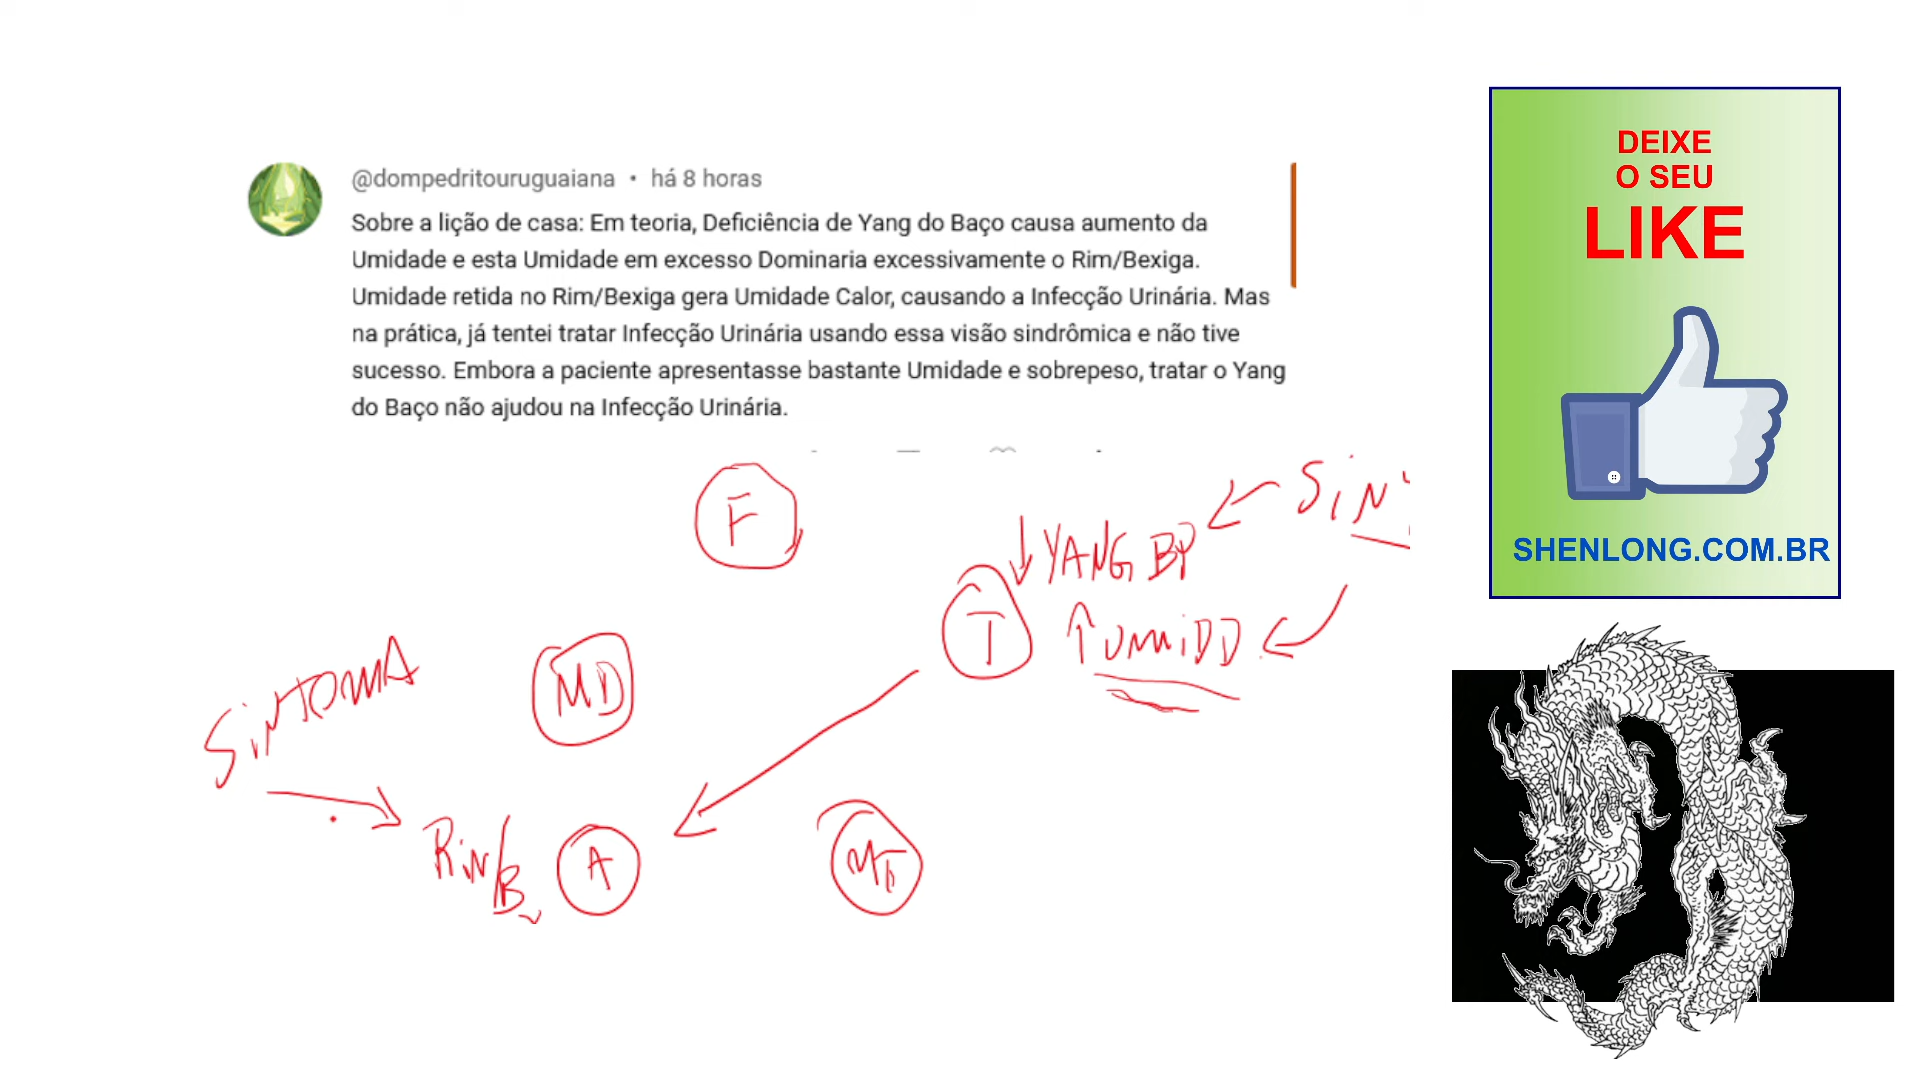 @dompedritouruguaiana • há 8 horas
Sobre a lição de casa: Em teoria, Deficiência de Yang do Baço causa aumento da
Umidade e esta Umidade em excesso Dominaria excessivamente o Rim/Bexiga.
Umidade retida no Rim/Bexiga gera Umidade Calor, causando a Infecção Urinária. Mas
na prática, já tentei tratar Infecção Urinária usando essa visão sindrômica e não tive
sucesso. Embora a paciente apresentasse bastante Umidade e sobrepeso, tratar o Yang
do Baço não ajudou na Infecção Urinária.
DEIXE
O SEU
LIKE
SHENLONG.COM.BR
F
SiN
↓ YANG BP
T
↑ UMiDD
SiNTOMA
MD
RiN/B
A
MT